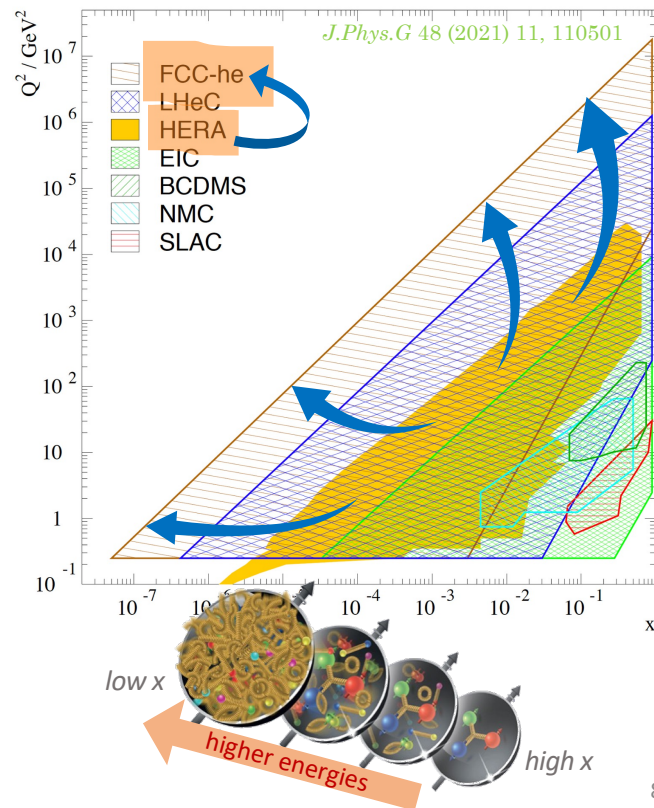 J.Phys.G 48 (2021) 11, 110501
Q² / GeV²
10⁷
10⁶
10⁵
10⁴
10³
10²
10
1
10⁻¹
FCC-he
LHeC
HERA
EIC
BCDMS
NMC
SLAC
10⁻⁷ 10⁻⁴ 10⁻³ 10⁻² 10⁻¹ x
low x
higher energies
high x
8